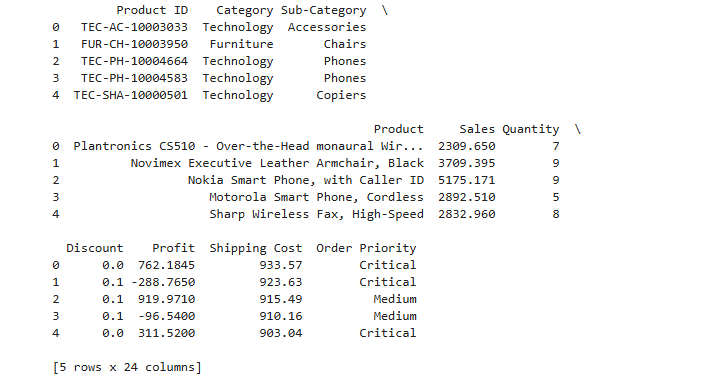 Product ID Category Sub-Category \
0 TEC-AC-10003033 Technology Accessories
1 FUR-CH-10003950 Furniture Chairs
2 TEC-PH-10004664 Technology Phones
3 TEC-PH-10004583 Technology Phones
4 TEC-SHA-10000501 Technology Copiers
Product Sales Quantity \
0 Plantronics CS510 - Over-the-Head monaural Wir... 2309.650 7
1 Novimex Executive Leather Armchair, Black 3709.395 9
2 Nokia Smart Phone, with Caller ID 5175.171 9
3 Motorola Smart Phone, Cordless 2892.510 5
4 Sharp Wireless Fax, High-Speed 2832.960 8
Discount Profit Shipping Cost Order Priority
0 0.0 762.1845 933.57 Critical
1 0.1 -288.7650 923.63 Critical
2 0.1 919.9710 915.49 Medium
3 0.1 -96.5400 910.16 Medium
4 0.0 311.5200 903.04 Critical
[5 rows x 24 columns]